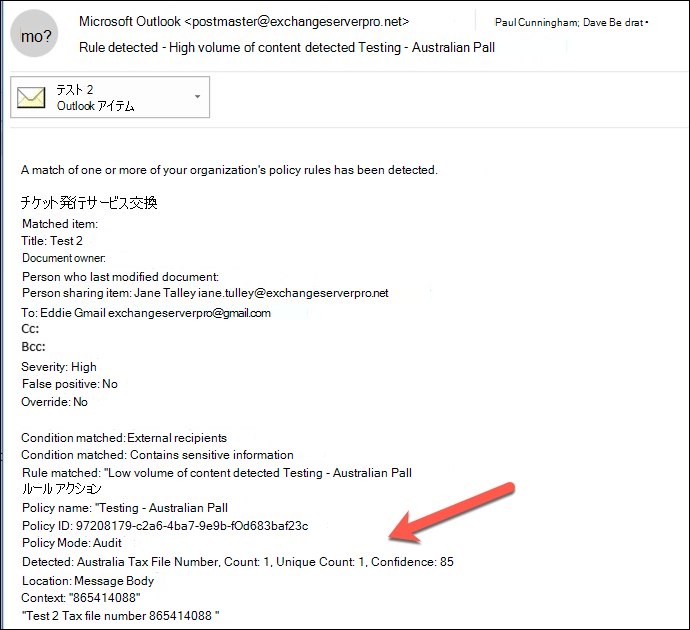 mo?
Microsoft Outlook <postmaster@exchangeserverpro.net>
Paul Cunningham; Dave Be drat•
Rule detected - High volume of content detected Testing - Australian Pall
テスト 2
Outlook アイテム
A match of one or more of your organization's policy rules has been detected.
チケット発行サービス交換
Matched item:
Title: Test 2
Document owner:
Person who last modified document:
Person sharing item: Jane Talley iane.tulley@exchangeserverpro.net
To: Eddie Gmail exchangeserverpro@gmail.com
Cc:
Bcc:
Severity: High
False positive: No
Override: No
Condition matched:External recipients
Condition matched: Contains sensitive information
Rule matched: "Low volume of content detected Testing - Australian Pall
ルール アクション
Policy name: "Testing - Australian Pall
Policy ID: 97208179-c2a6-4ba7-9e9b-fOd683baf23c
Policy Mode: Audit
Detected: Australia Tax File Number, Count: 1, Unique Count: 1, Confidence: 85
Location: Message Body
Context: "865414088"
"Test 2 Tax file number 865414088 "